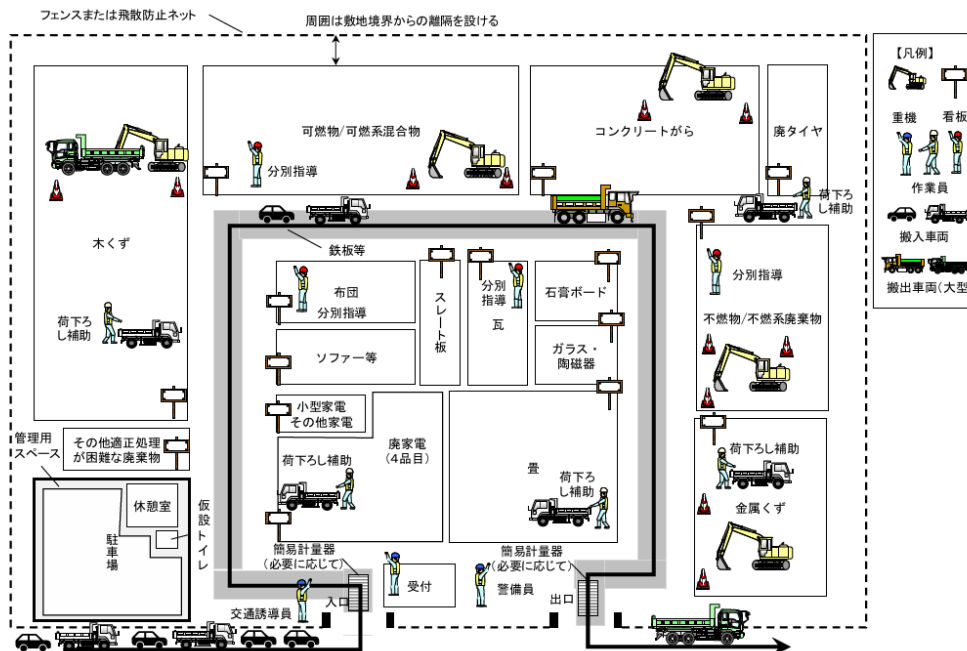 フェンスまたは飛散防止ネット
周囲は敷地境界からの離隔を設ける
【凡例】
重機
看板
作業員
搬入車両
搬出車両(大型
可燃物/可燃系混合物
分別指導
コンクリートがら
廃タイヤ
荷下ろ
し補助
木くず
鉄板等
布団
分別指導
スレート板
分別
指導
瓦
石膏ボード
分別指導
不燃物/不燃系廃棄物
荷下ろ
し補助
ソファー等
ガラス・
陶磁器
小型家電
その他家電
廃家電
(4品目)
荷下ろし補助
畳
荷下ろ
し補助
荷下ろし補助
金属くず
管理用
スペース
その他適正処理
が困難な廃棄物
休憩室
駐車場
仮設トイレ
簡易計量器
(必要に応じて)
簡易計量器
(必要に応じて)
入口
受付
警備員
出口
交通誘導員